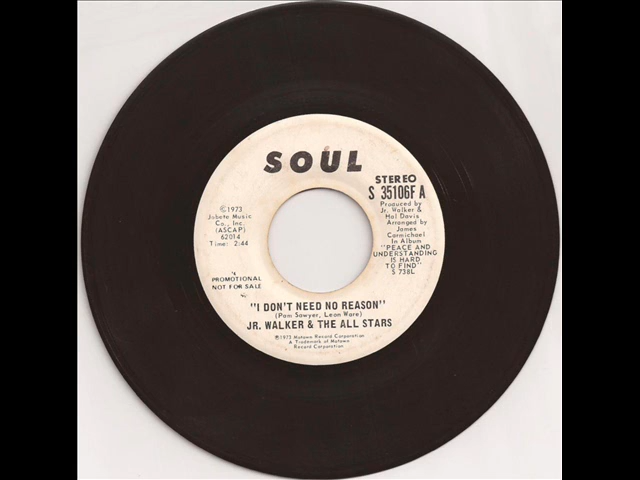 SOUL
STEREO
S 35106F A
Produced by
Jr. Walker &
Hal Davis
Arranged by
James
Carmichael
In Album
"PEACE AND
UNDERSTANDING
IS HARD
TO FIND"
S 738L
©1973
Jobete Music
Co., Inc.
(ASCAP)
62014
Time: 2:44
PROMOTIONAL
NOT FOR SALE
"I DON'T NEED NO REASON"
(Pam Sawyer, Leon Ware)
JR. WALKER & THE ALL STARS
℗1973 Motown Record Corporation
A Trademark of Motown
Record Corporation